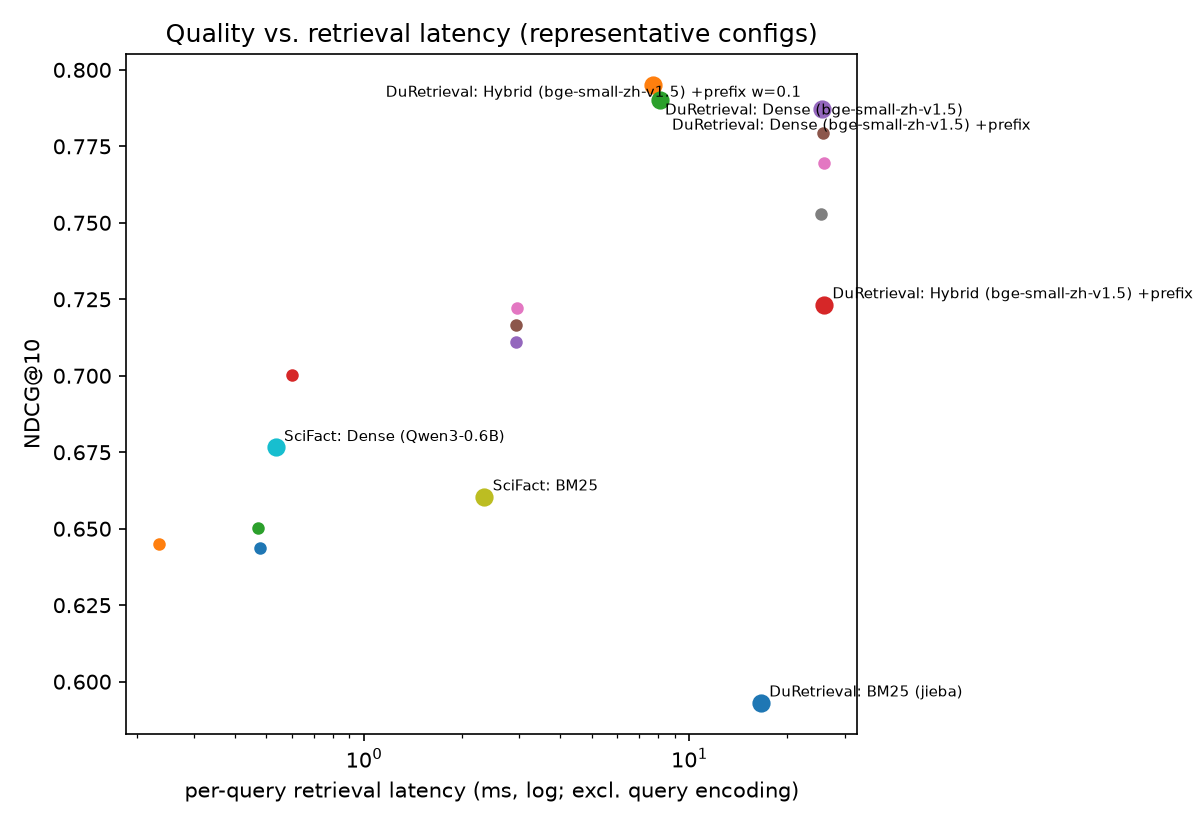 Quality vs. retrieval latency (representative configs)
0.800
DuRetrieval: Hybrid (bge-small-zh-v1.5) +prefix w=0.1
DuRetrieval: Dense (bge-small-zh-v1.5)
DuRetrieval: Dense (bge-small-zh-v1.5) +prefix
0.775
0.750
0.725
DuRetrieval: Hybrid (bge-small-zh-v1.5) +prefix
NDCG@10
0.700
SciFact: Dense (Qwen3-0.6B)
0.675
SciFact: BM25
0.650
0.625
0.600
DuRetrieval: BM25 (jieba)
10⁰ 10¹
per-query retrieval latency (ms, log; excl. query encoding)